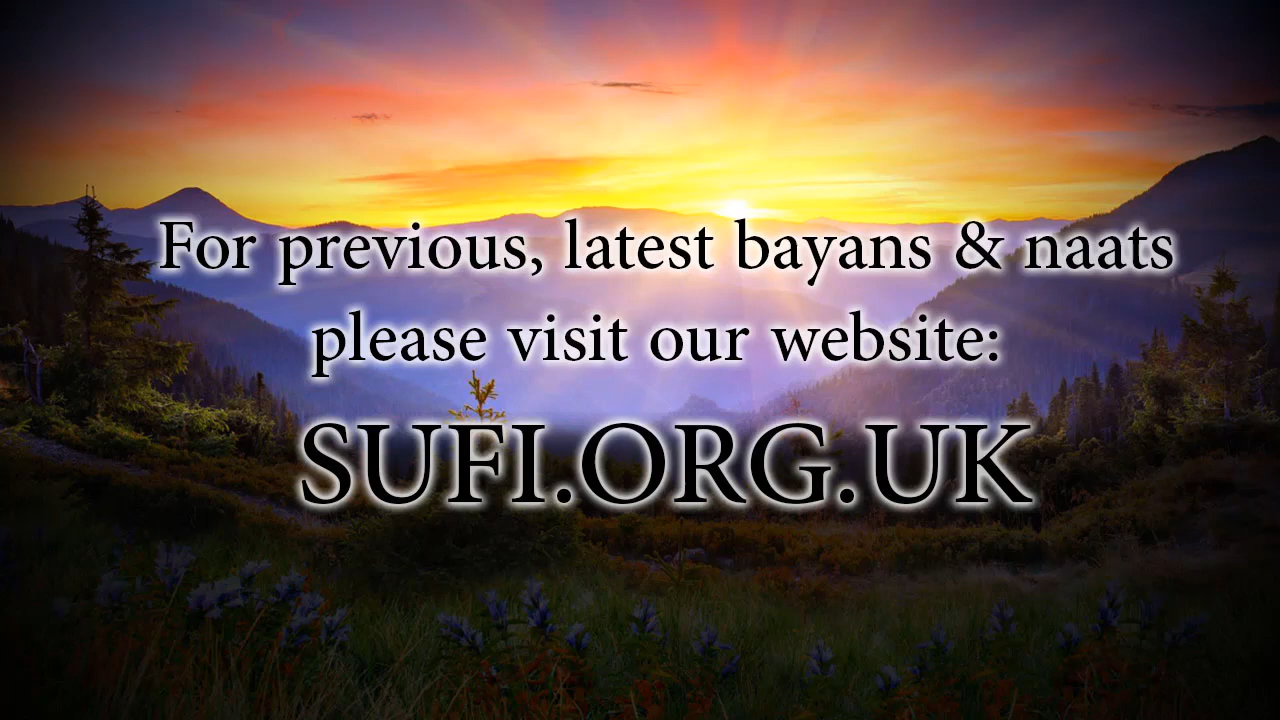 For previous, latest bayans & naats
please visit our website:
SUFI.ORG.UK